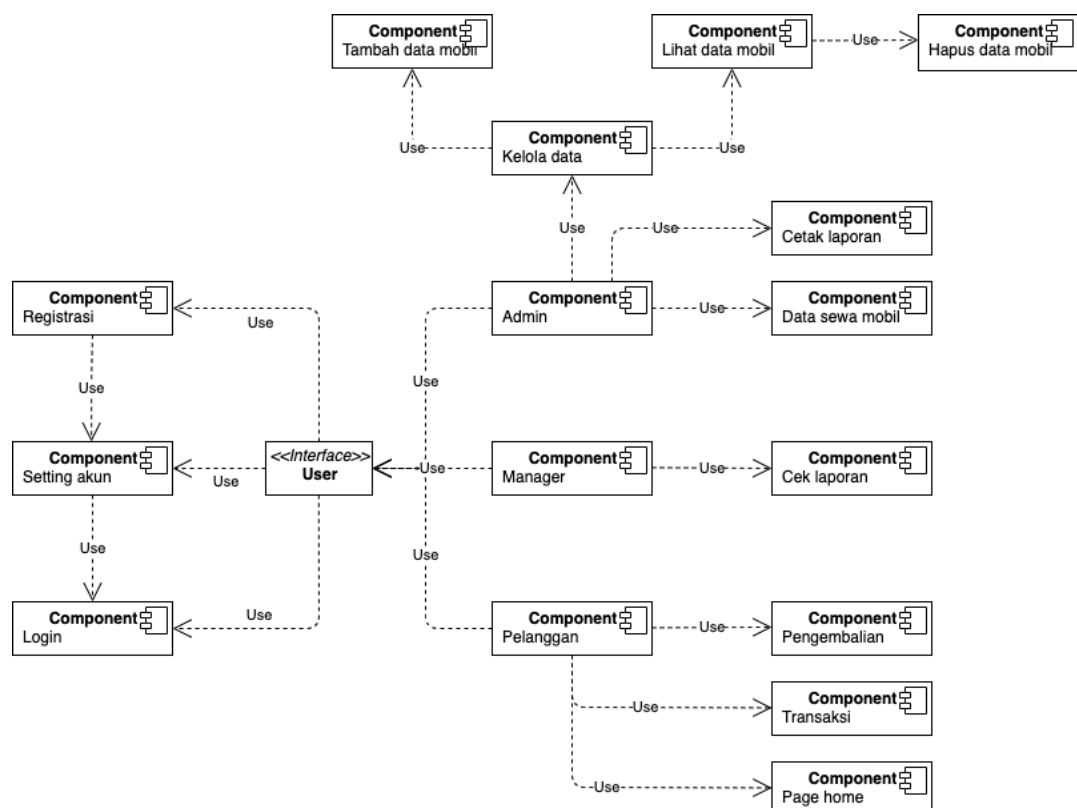 Component
Tambah data mobil
Component
Lihat data mobil
Use
Component
Hapus data mobil
Use
Component
Kelola data
Use
Use
Use
Component
Cetak laporan
Component
Registrasi
Use
Component
Admin
Use
Component
Data sewa mobil
Use
Use
Component
Setting akun
Use
<<Interface>>
User
Use
Component
Manager
Use
Component
Cek laporan
Use
Use
Component
Login
Use
Component
Pelanggan
Use
Component
Pengembalian
Use
Component
Transaksi
Use
Component
Page home